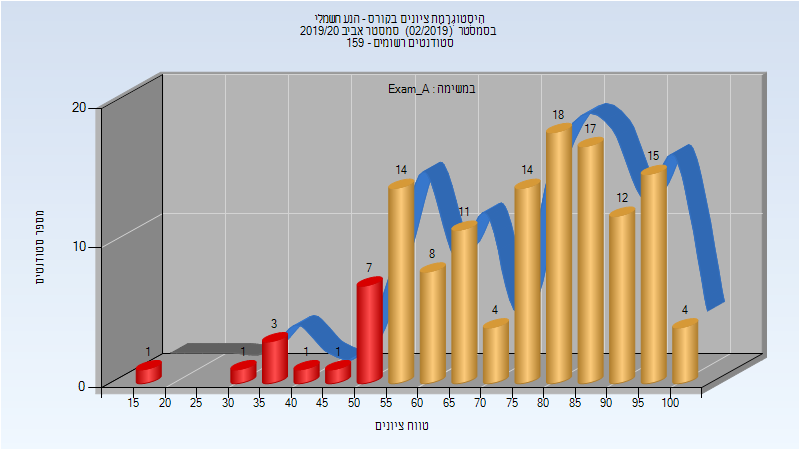 היסטוגרמת ציונים בקורס - הנע חשמלי
בסמסטר (02/2019) סמסטר אביב 2019/20
סטודנטים רשומים - 159
במשימה : Exam_A
מספר סטודנטים
20
10
0
1
1
3
1
1
7
14
8
11
4
14
18
17
12
15
4
15 20 25 30 35 40 45 50 55 60 65 70 75 80 85 90 95 100
טווח ציונים